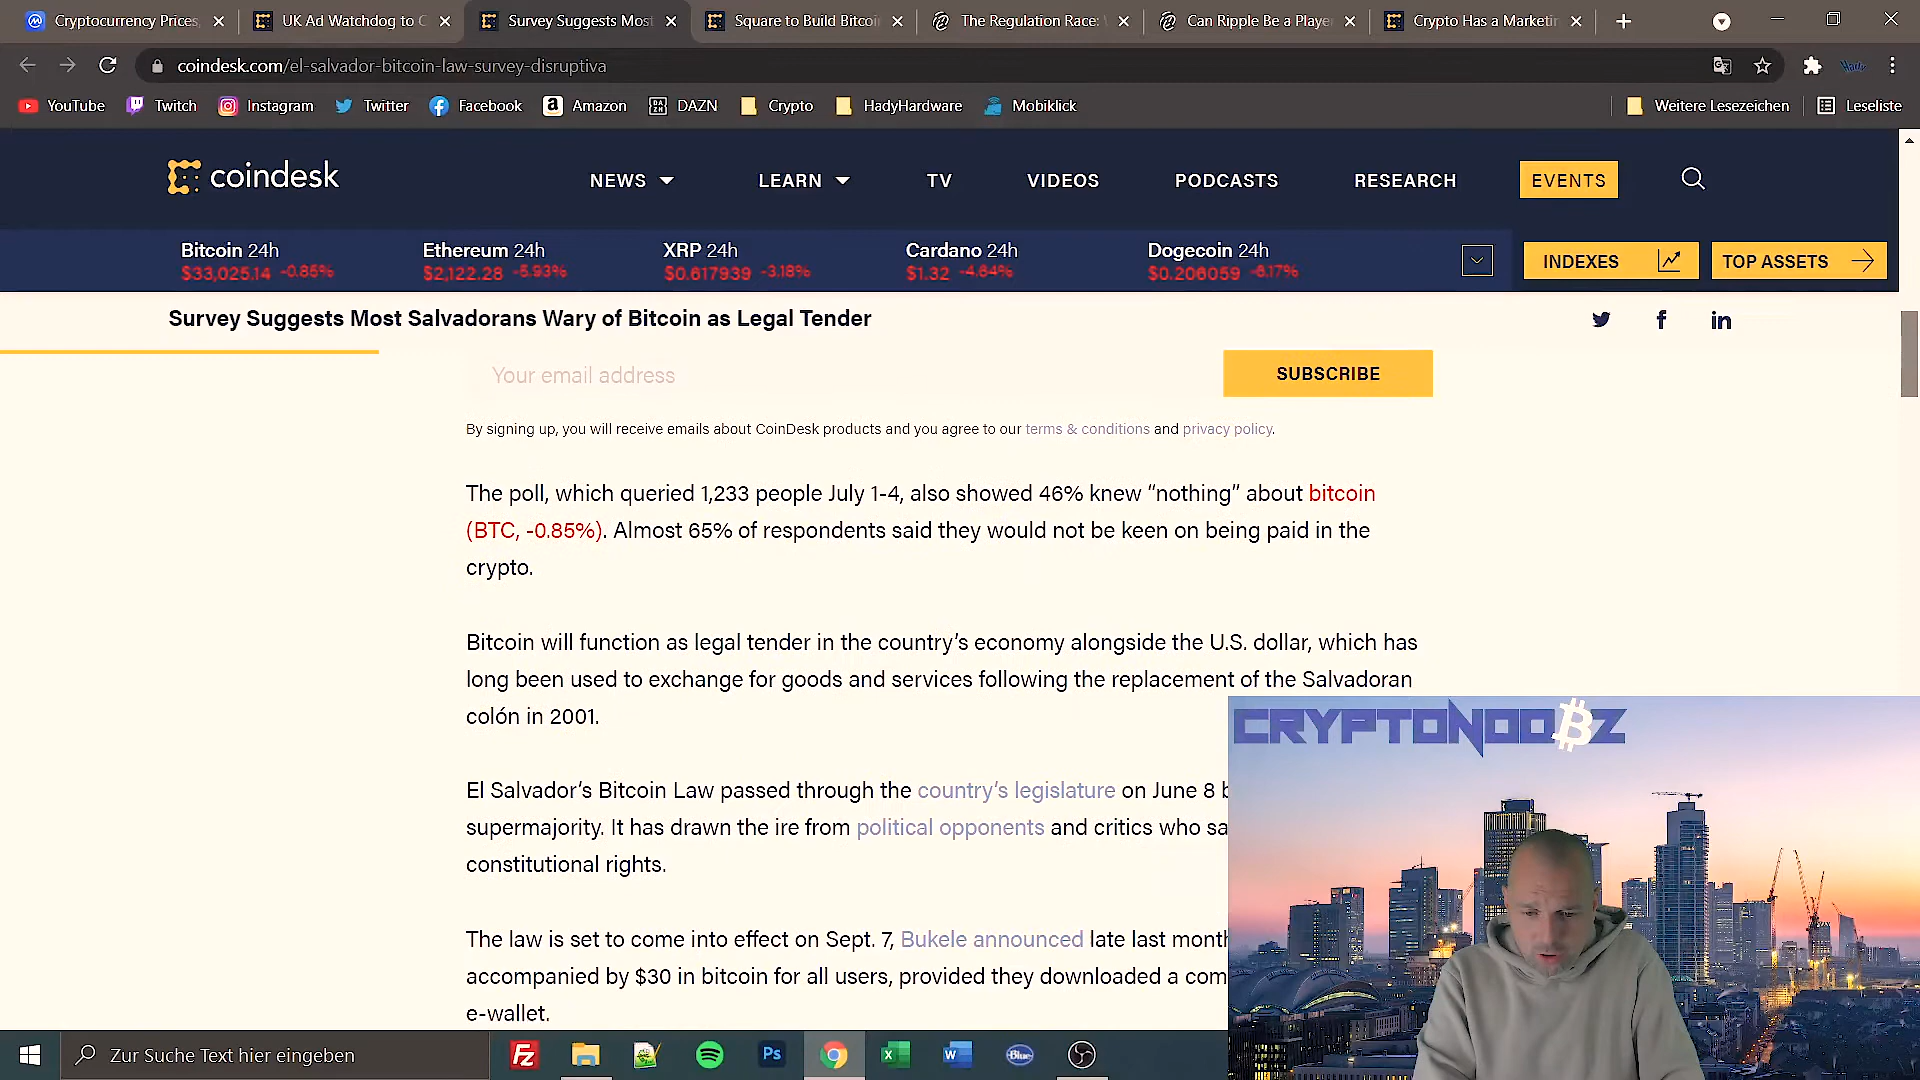 Cryptocurrency Prices,
UK Ad Watchdog to C
Survey Suggests Most
Square to Build Bitcoi
The Regulation Race:
Can Ripple Be a Playe
Crypto Has a Marketi
coindesk.com/el-salvador-bitcoin-law-survey-disruptiva
YouTube
Twitch
Instagram
Twitter
Facebook
Amazon
DAZN
Crypto
HadyHardware
Mobiklick
Weitere Lesezeichen
Leseliste
coindesk
NEWS
LEARN
TV
VIDEOS
PODCASTS
RESEARCH
EVENTS
Bitcoin 24h
Ethereum 24h
XRP 24h
Cardano 24h
Dogecoin 24h
$33,025.14 -0.85%
$2,122.28 -5.93%
$0.617939 -3.18%
$1.32 -4.64%
$0.206059 -6.17%
INDEXES
TOP ASSETS
Survey Suggests Most Salvadorans Wary of Bitcoin as Legal Tender
Your email address
SUBSCRIBE
By signing up, you will receive emails about CoinDesk products and you agree to our terms & conditions and privacy policy.
The poll, which queried 1,233 people July 1-4, also showed 46% knew “nothing” about bitcoin
(BTC, -0.85%). Almost 65% of respondents said they would not be keen on being paid in the
crypto.
Bitcoin will function as legal tender in the country’s economy alongside the U.S. dollar, which has
long been used to exchange for goods and services following the replacement of the Salvadoran
colón in 2001.
El Salvador’s Bitcoin Law passed through the country’s legislature on June 8 b
supermajority. It has drawn the ire from political opponents and critics who sa
constitutional rights.
The law is set to come into effect on Sept. 7, Bukele announced late last month
accompanied by $30 in bitcoin for all users, provided they downloaded a com
e-wallet.
CRYPTONOOBZ
Zur Suche Text hier eingeben